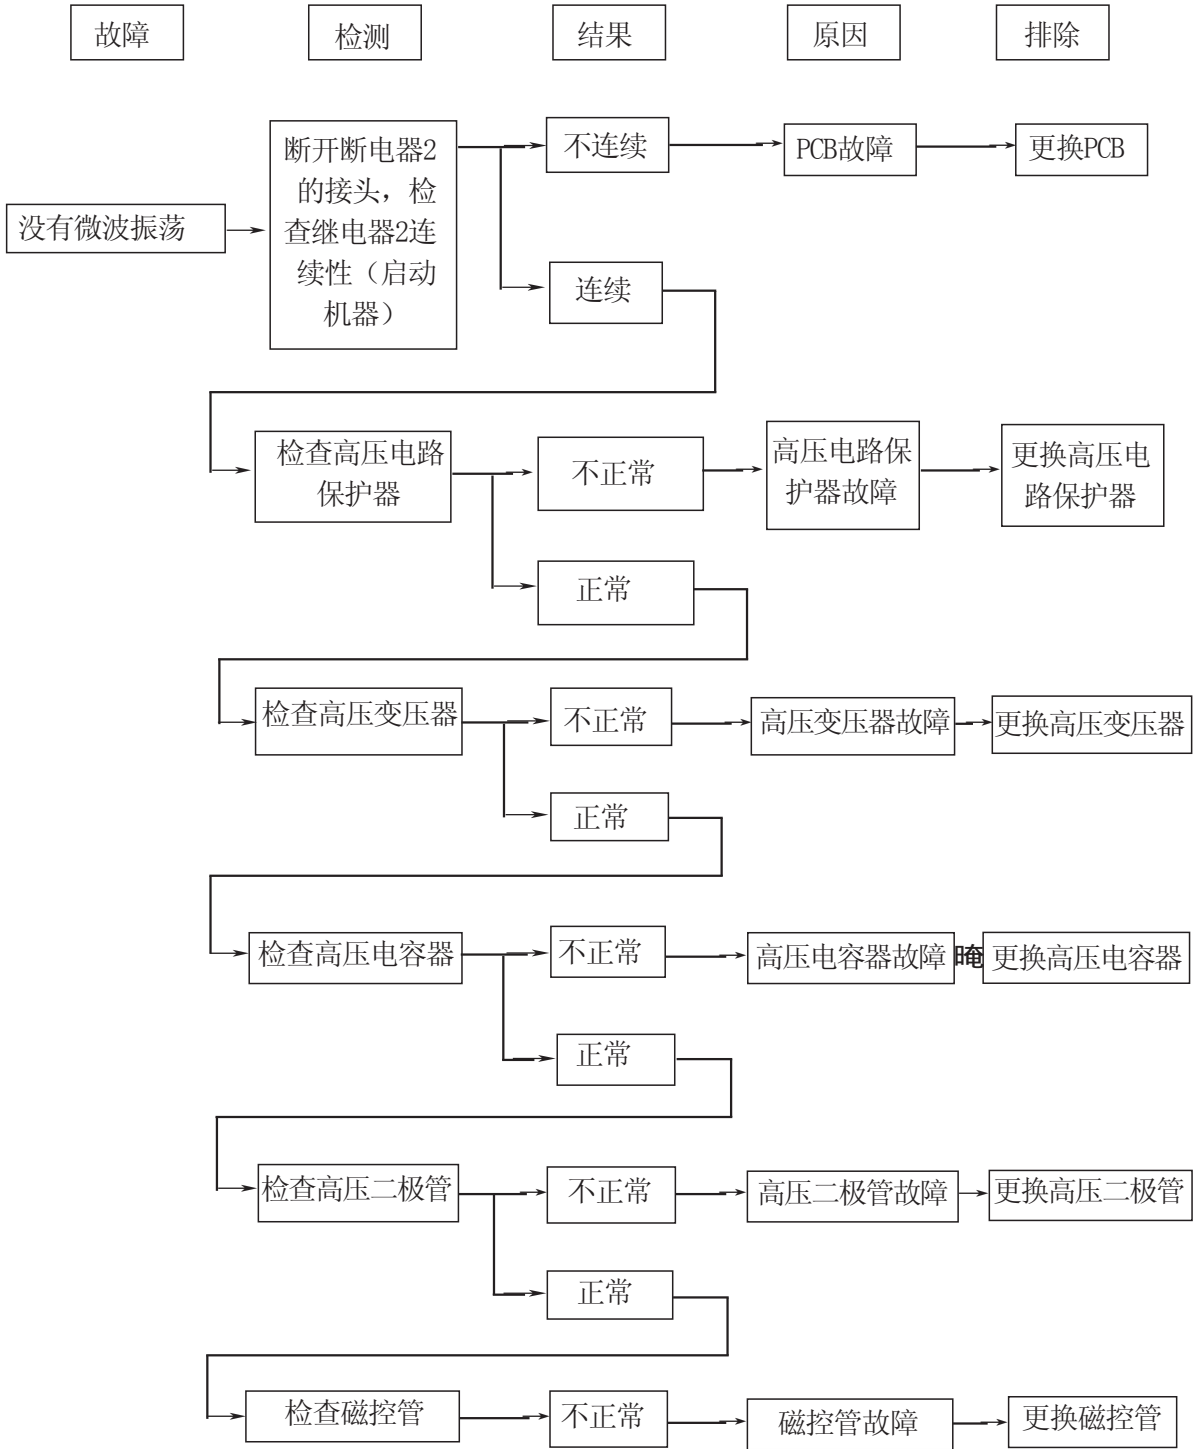 故障
检测
结果
原因
排除
没有微波振荡
断开断电器2
的接头，检
查继电器2连
续性（启动
机器）
不连续
PCB故障
更换PCB
连续
检查高压电路
保护器
不正常
高压电路保
护器故障
更换高压电
路保护器
正常
检查高压变压器
不正常
高压变压器故障
更换高压变压器
正常
检查高压电容器
不正常
高压电容器故障
晻
更换高压电容器
正常
检查高压二极管
不正常
高压二极管故障
更换高压二极管
正常
检查磁控管
不正常
磁控管故障
更换磁控管